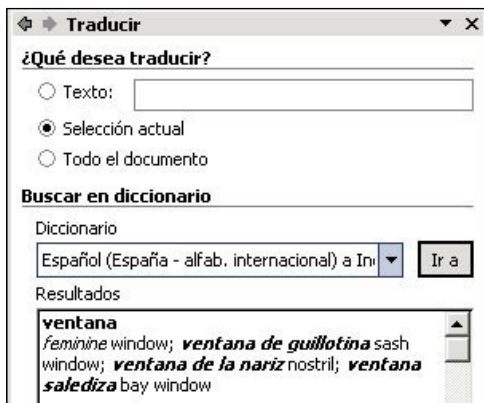 Traducir
¿Qué desea traducir?
Texto:
Selección actual
Todo el documento
Buscar en diccionario
Diccionario
Español (España - alfab. internacional) a In
Ir a
Resultados
ventana
feminine window; ventana de guillotina sash
window; ventana de la nariz nostril; ventana
salediza bay window